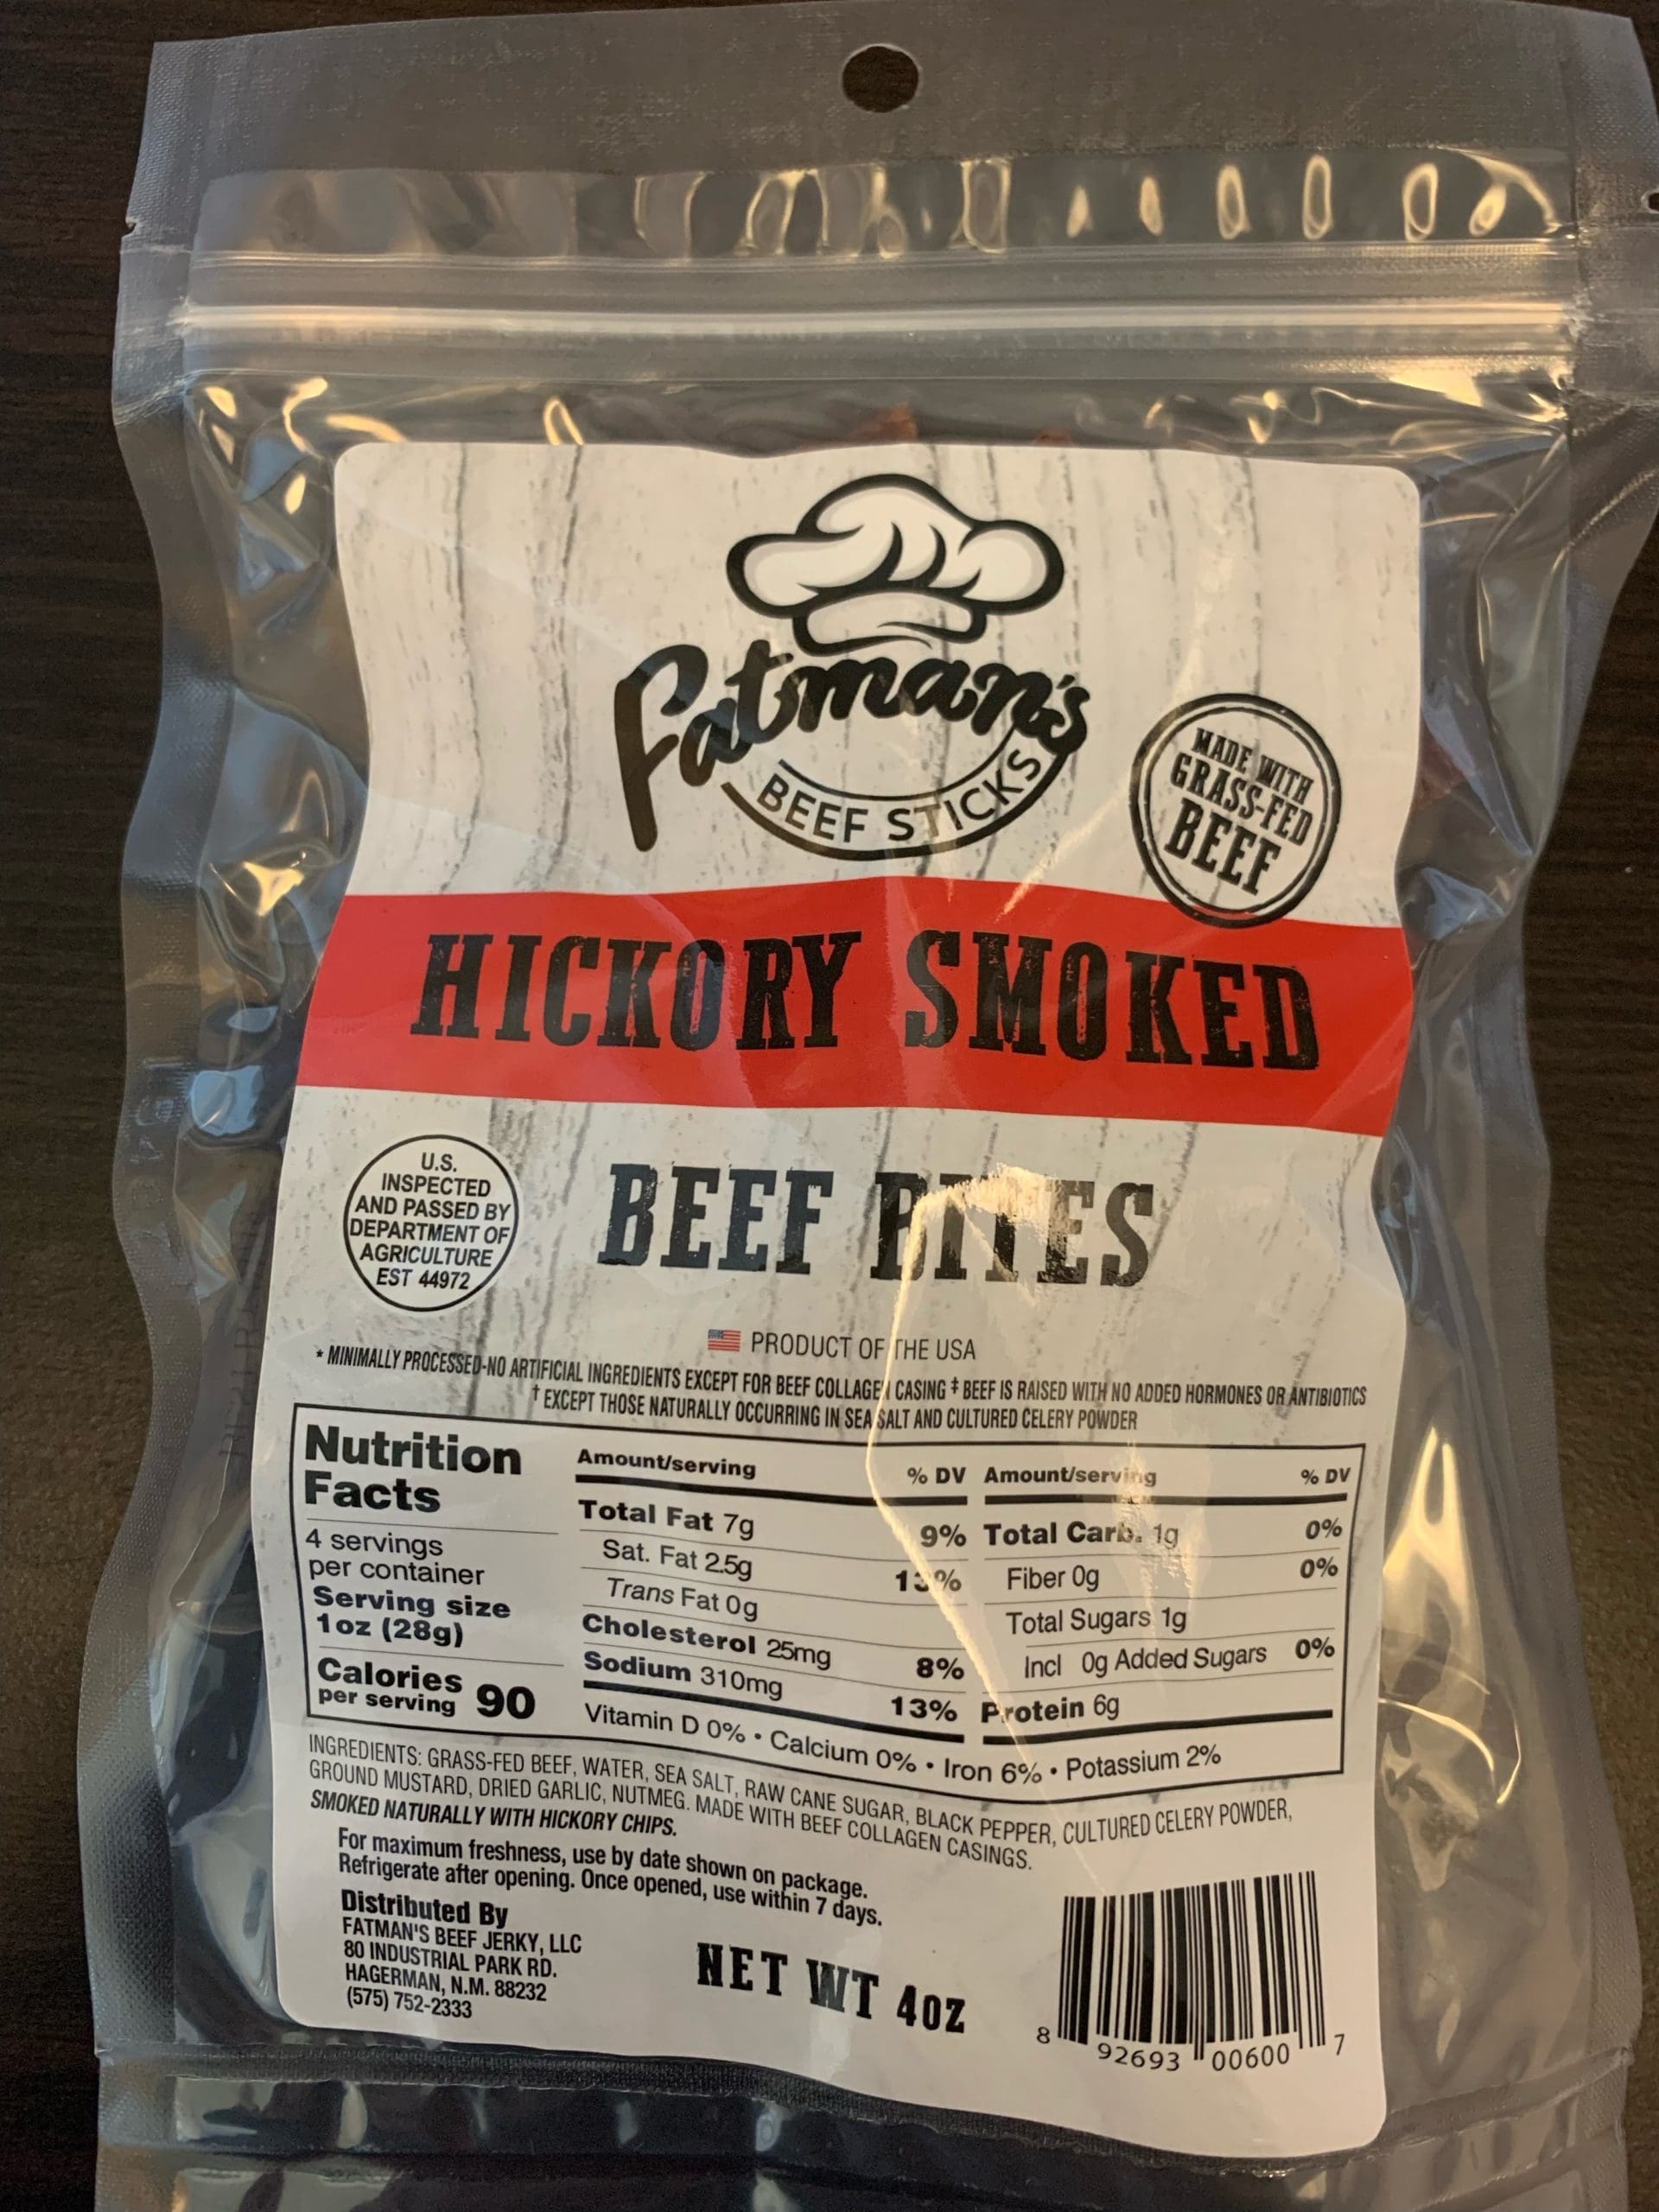 Fatman's
BEEF STICKS
MADE WITH
GRASS-FED
BEEF
HICKORY SMOKED
U.S.
INSPECTED
AND PASSED BY
DEPARTMENT OF
AGRICULTURE
EST 44972
BEEF BITES
PRODUCT OF THE USA
* MINIMALLY PROCESSED-NO ARTIFICIAL INGREDIENTS EXCEPT FOR BEEF COLLAGEN CASING ‡ BEEF IS RAISED WITH NO ADDED HORMONES OR ANTIBIOTICS
† EXCEPT THOSE NATURALLY OCCURRING IN SEA SALT AND CULTURED CELERY POWDER
Nutrition
Facts
4 servings
per container
Serving size
1oz (28g)
Calories
per serving 90
Amount/serving % DV
Total Fat 7g 9%
Sat. Fat 2.5g 13%
Trans Fat 0g
Cholesterol 25mg 8%
Sodium 310mg 13%
Amount/serving % DV
Total Carb. 1g 0%
Fiber 0g 0%
Total Sugars 1g
Incl 0g Added Sugars 0%
Protein 6g
Vitamin D 0% • Calcium 0% • Iron 6% • Potassium 2%
INGREDIENTS: GRASS-FED BEEF, WATER, SEA SALT, RAW CANE SUGAR, BLACK PEPPER, CULTURED CELERY POWDER,
GROUND MUSTARD, DRIED GARLIC, NUTMEG. MADE WITH BEEF COLLAGEN CASINGS.
SMOKED NATURALLY WITH HICKORY CHIPS.
For maximum freshness, use by date shown on package.
Refrigerate after opening. Once opened, use within 7 days.
Distributed By
FATMAN'S BEEF JERKY, LLC
80 INDUSTRIAL PARK RD.
HAGERMAN, N.M. 88232
(575) 752-2333
NET WT 4OZ
8 92693 00600 7